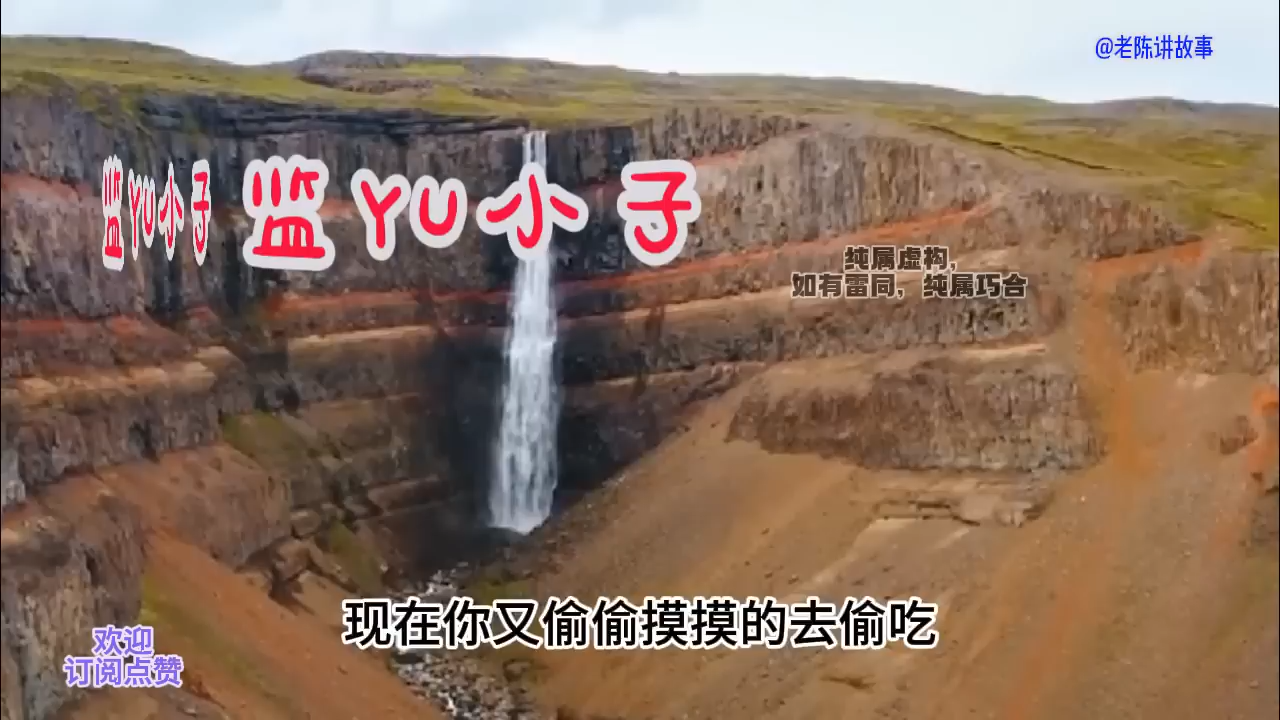 @老陈讲故事
监YU小子
监YU小子
纯属虚构,
如有雷同，纯属巧合
现在你又偷偷摸摸的去偷吃
欢迎
订阅点赞